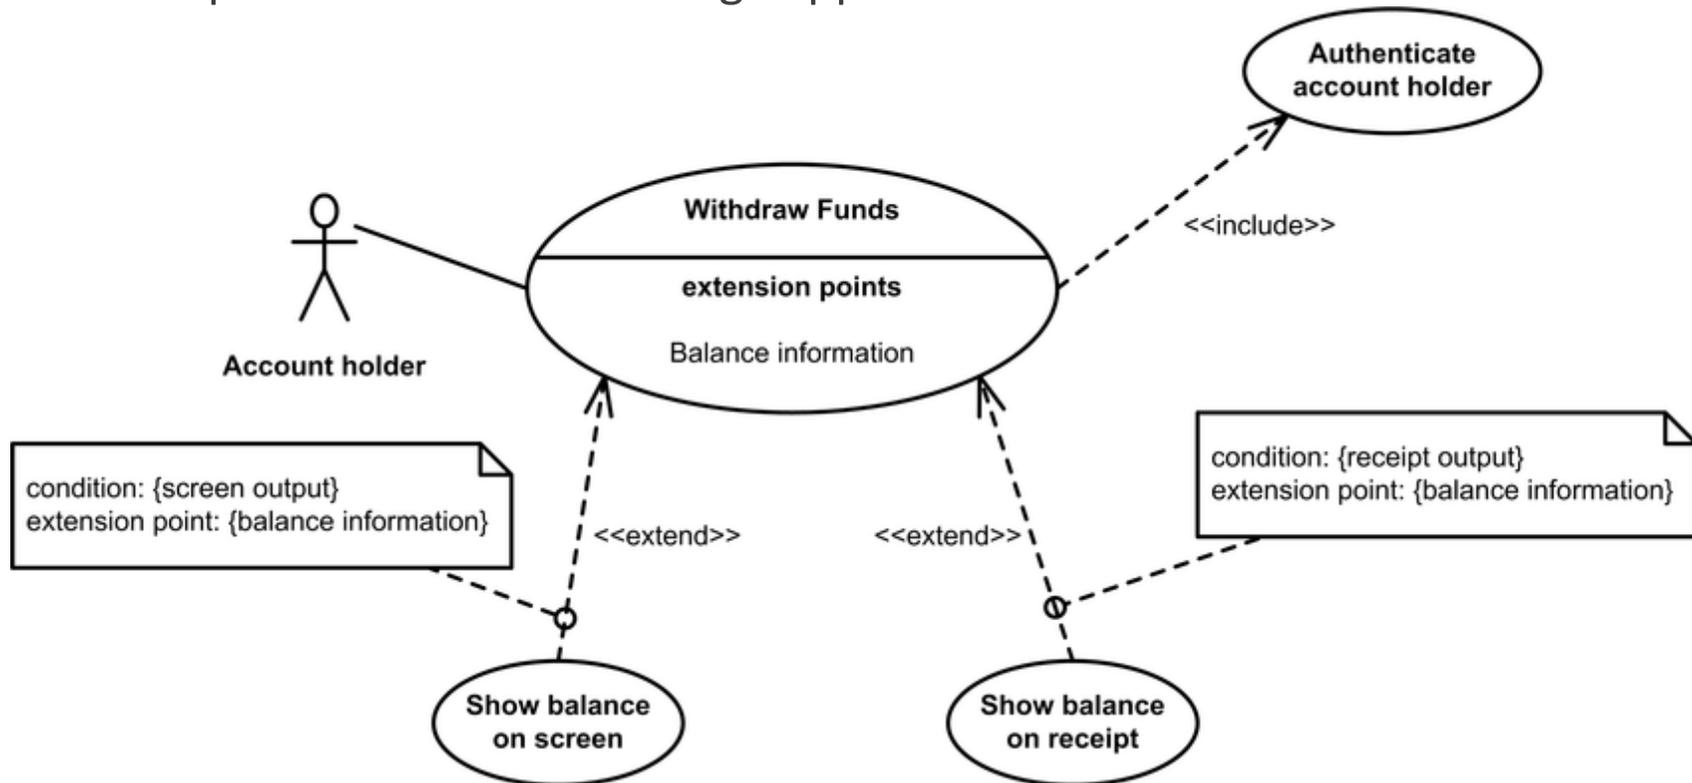 Authenticate
account holder
Withdraw Funds
<<include>>
extension points
Balance information
Account holder
condition: {screen output}
extension point: {balance information}
condition: {receipt output}
extension point: {balance information}
<<extend>>
<<extend>>
Show balance
on screen
Show balance
on receipt